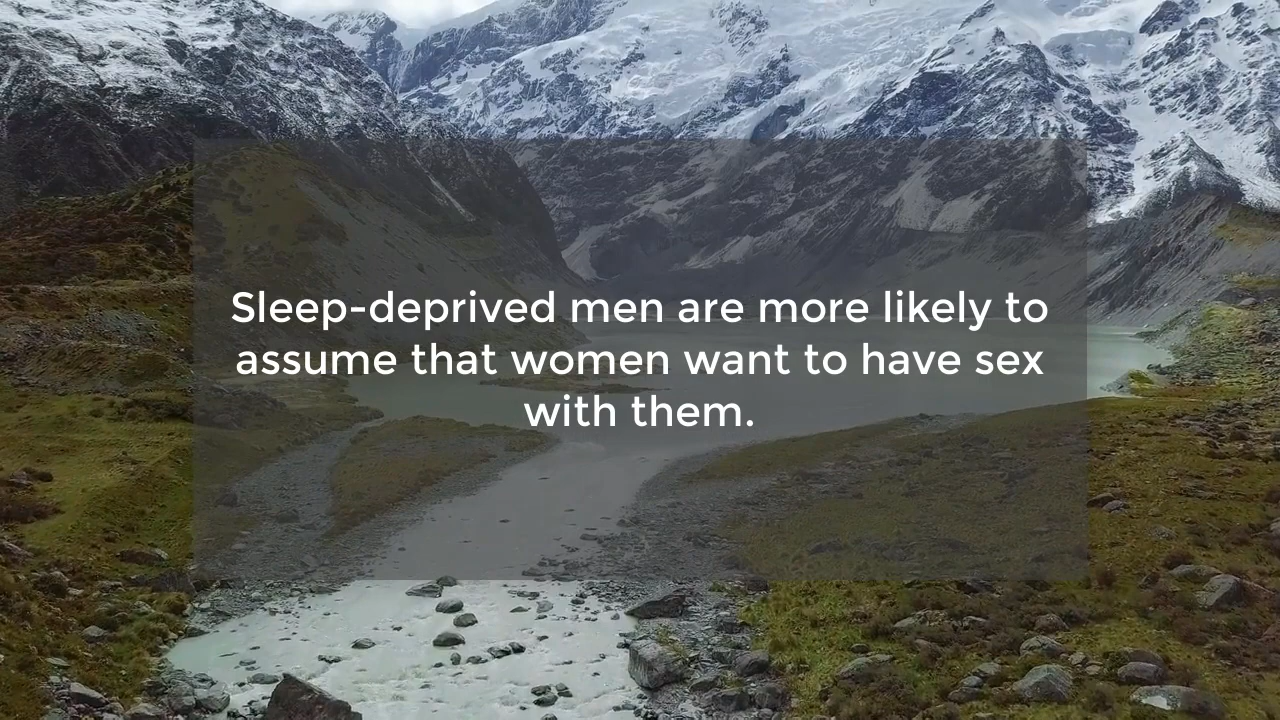 Sleep-deprived men are more likely to
assume that women want to have sex
with them.